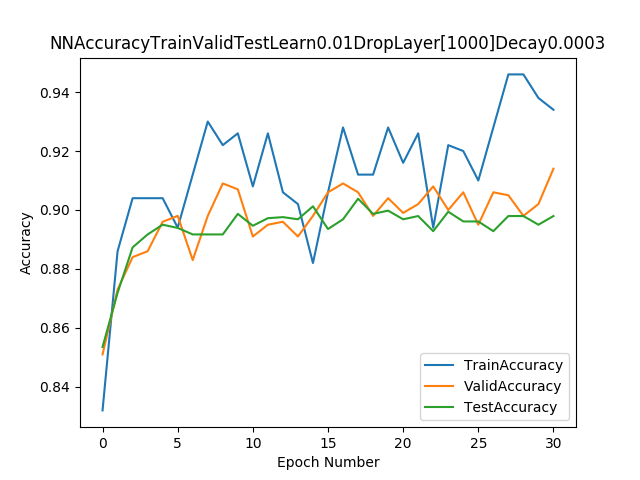 NNAccuracyTrainValidTestLearn0.01DropLayer[1000]Decay0.0003
0.94
0.92
0.90
0.88
0.86
0.84
Accuracy
TrainAccuracy
ValidAccuracy
TestAccuracy
0 5 10 15 20 25 30
Epoch Number